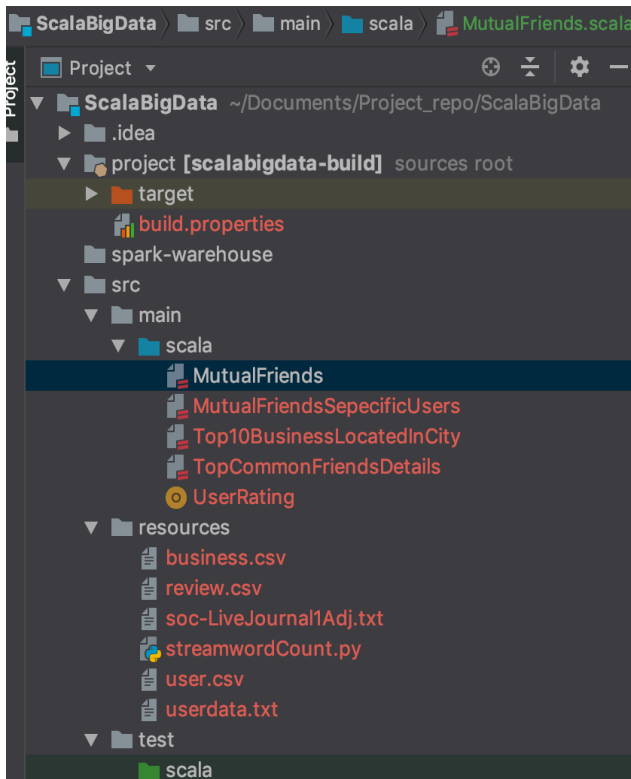 ScalaBigData src main scala MutualFriends.scala
Project
Project
ScalaBigData ~/Documents/Project_repo/ScalaBigData
.idea
project [scalabigdata-build] sources root
target
build.properties
spark-warehouse
src
main
scala
MutualFriends
MutualFriendsSepecificUsers
Top10BusinessLocatedInCity
TopCommonFriendsDetails
UserRating
resources
business.csv
review.csv
soc-LiveJournal1Adj.txt
streamwordCount.py
user.csv
userdata.txt
test
scala